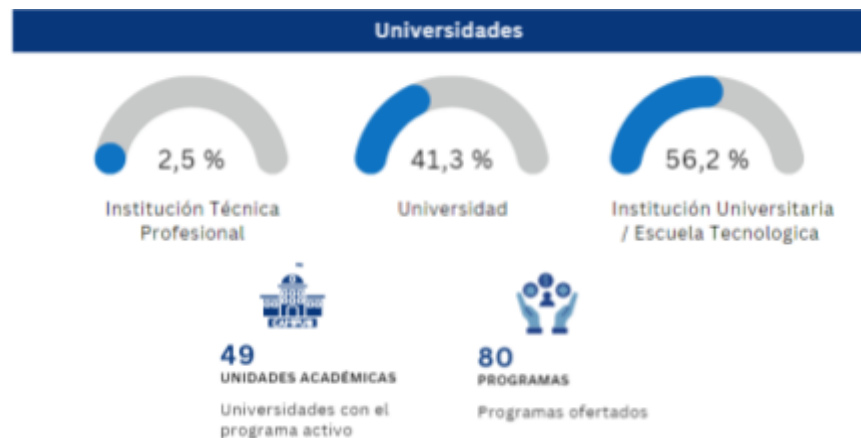 Universidades
2,5 %
41,3 %
56,2 %
Institución Técnica
Profesional
Universidad
Institución Universitaria
/ Escuela Tecnologica
CAMPUS
49
UNIDADES ACADÉMICAS
Universidades con el
programa activo
80
PROGRAMAS
Programas ofertados